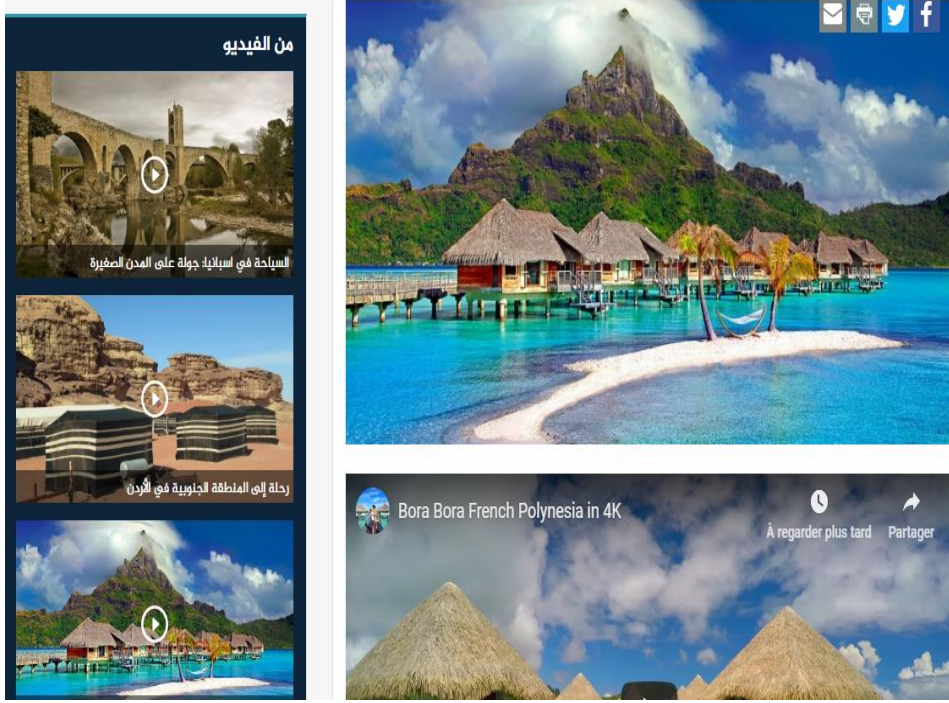 من الفيديو
السياحة في اسبانيا: جولة على المدن الصغيرة
رحلة إلى المنطقة الجنوبية في الأردن
Bora Bora French Polynesia in 4K
À regarder plus tard
Partager